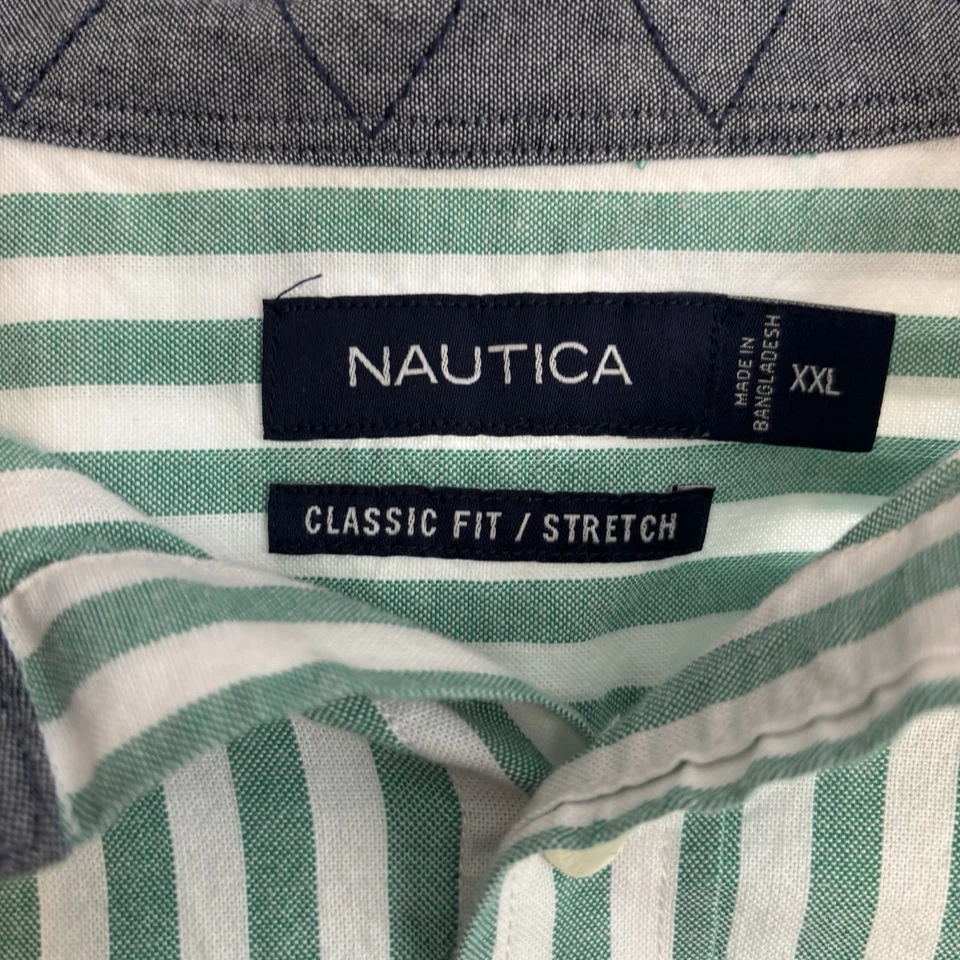 NAUTICA
MADE IN
BANGLADESH
XXL
CLASSIC FIT / STRETCH